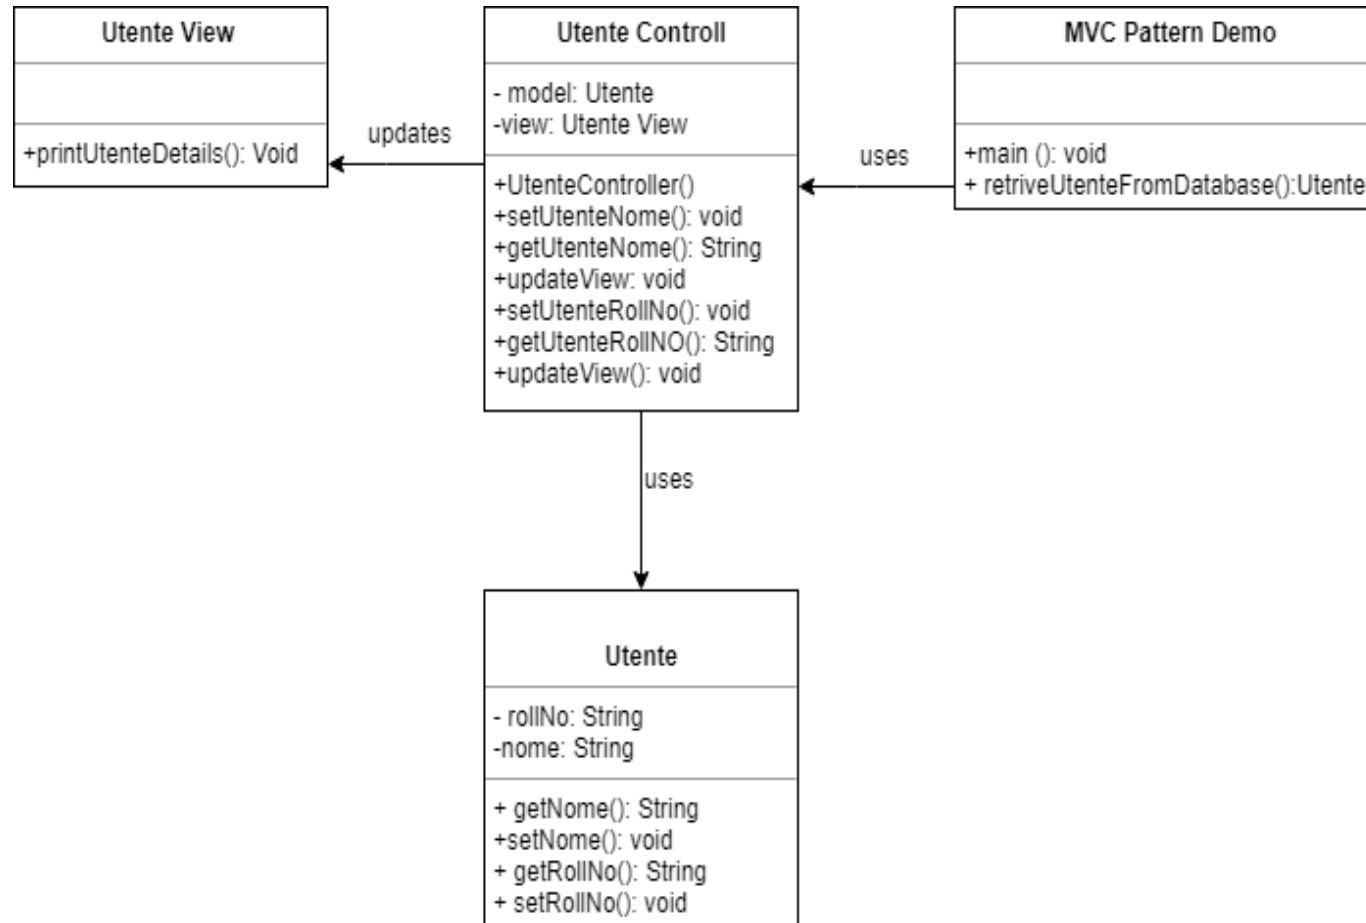 Utente View
+printUtenteDetails(): Void
updates
Utente Controll
- model: Utente
-view: Utente View
+UtenteController()
+setUtenteNome(): void
+getUtenteNome(): String
+updateView: void
+setUtenteRollNo(): void
+getUtenteRollNO(): String
+updateView(): void
uses
MVC Pattern Demo
+main (): void
+ retriveUtenteFromDatabase():Utente
uses
Utente
- rollNo: String
-nome: String
+ getNome(): String
+setNome(): void
+ getRollNo(): String
+ setRollNo(): void